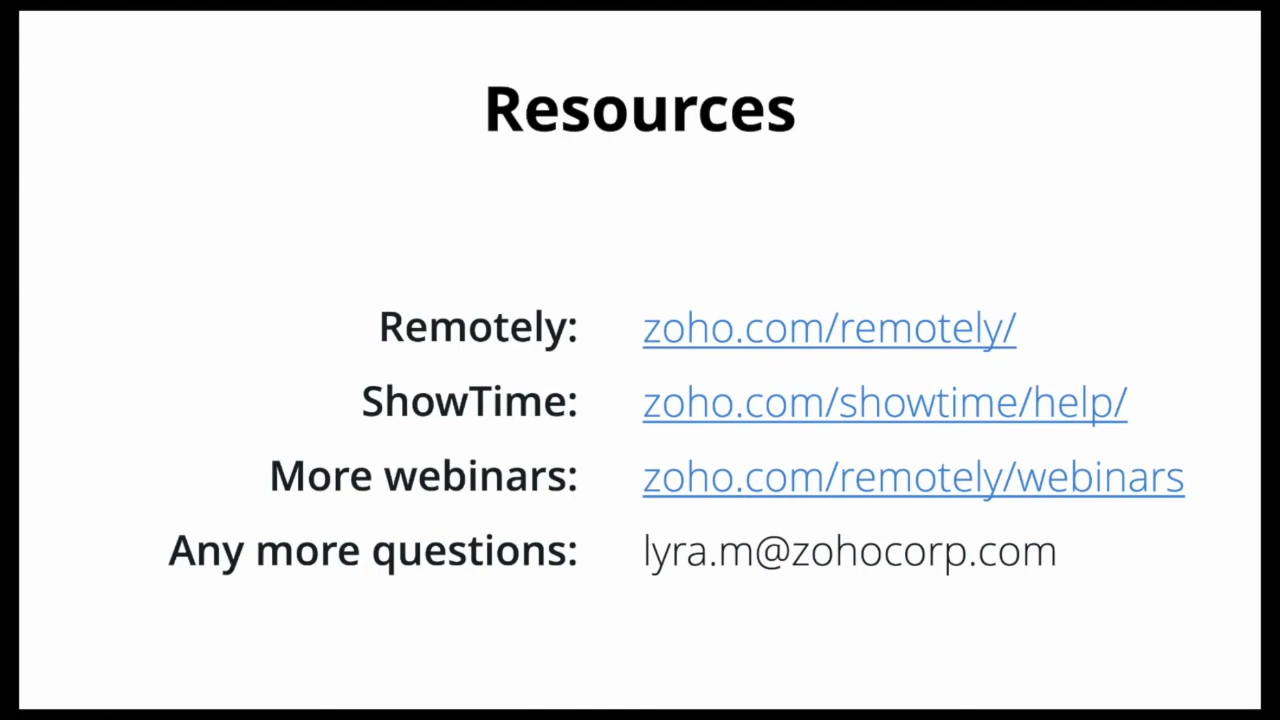 Resources
Remotely: zoho.com/remotely/
ShowTime: zoho.com/showtime/help/
More webinars: zoho.com/remotely/webinars
Any more questions: lyra.m@zohocorp.com